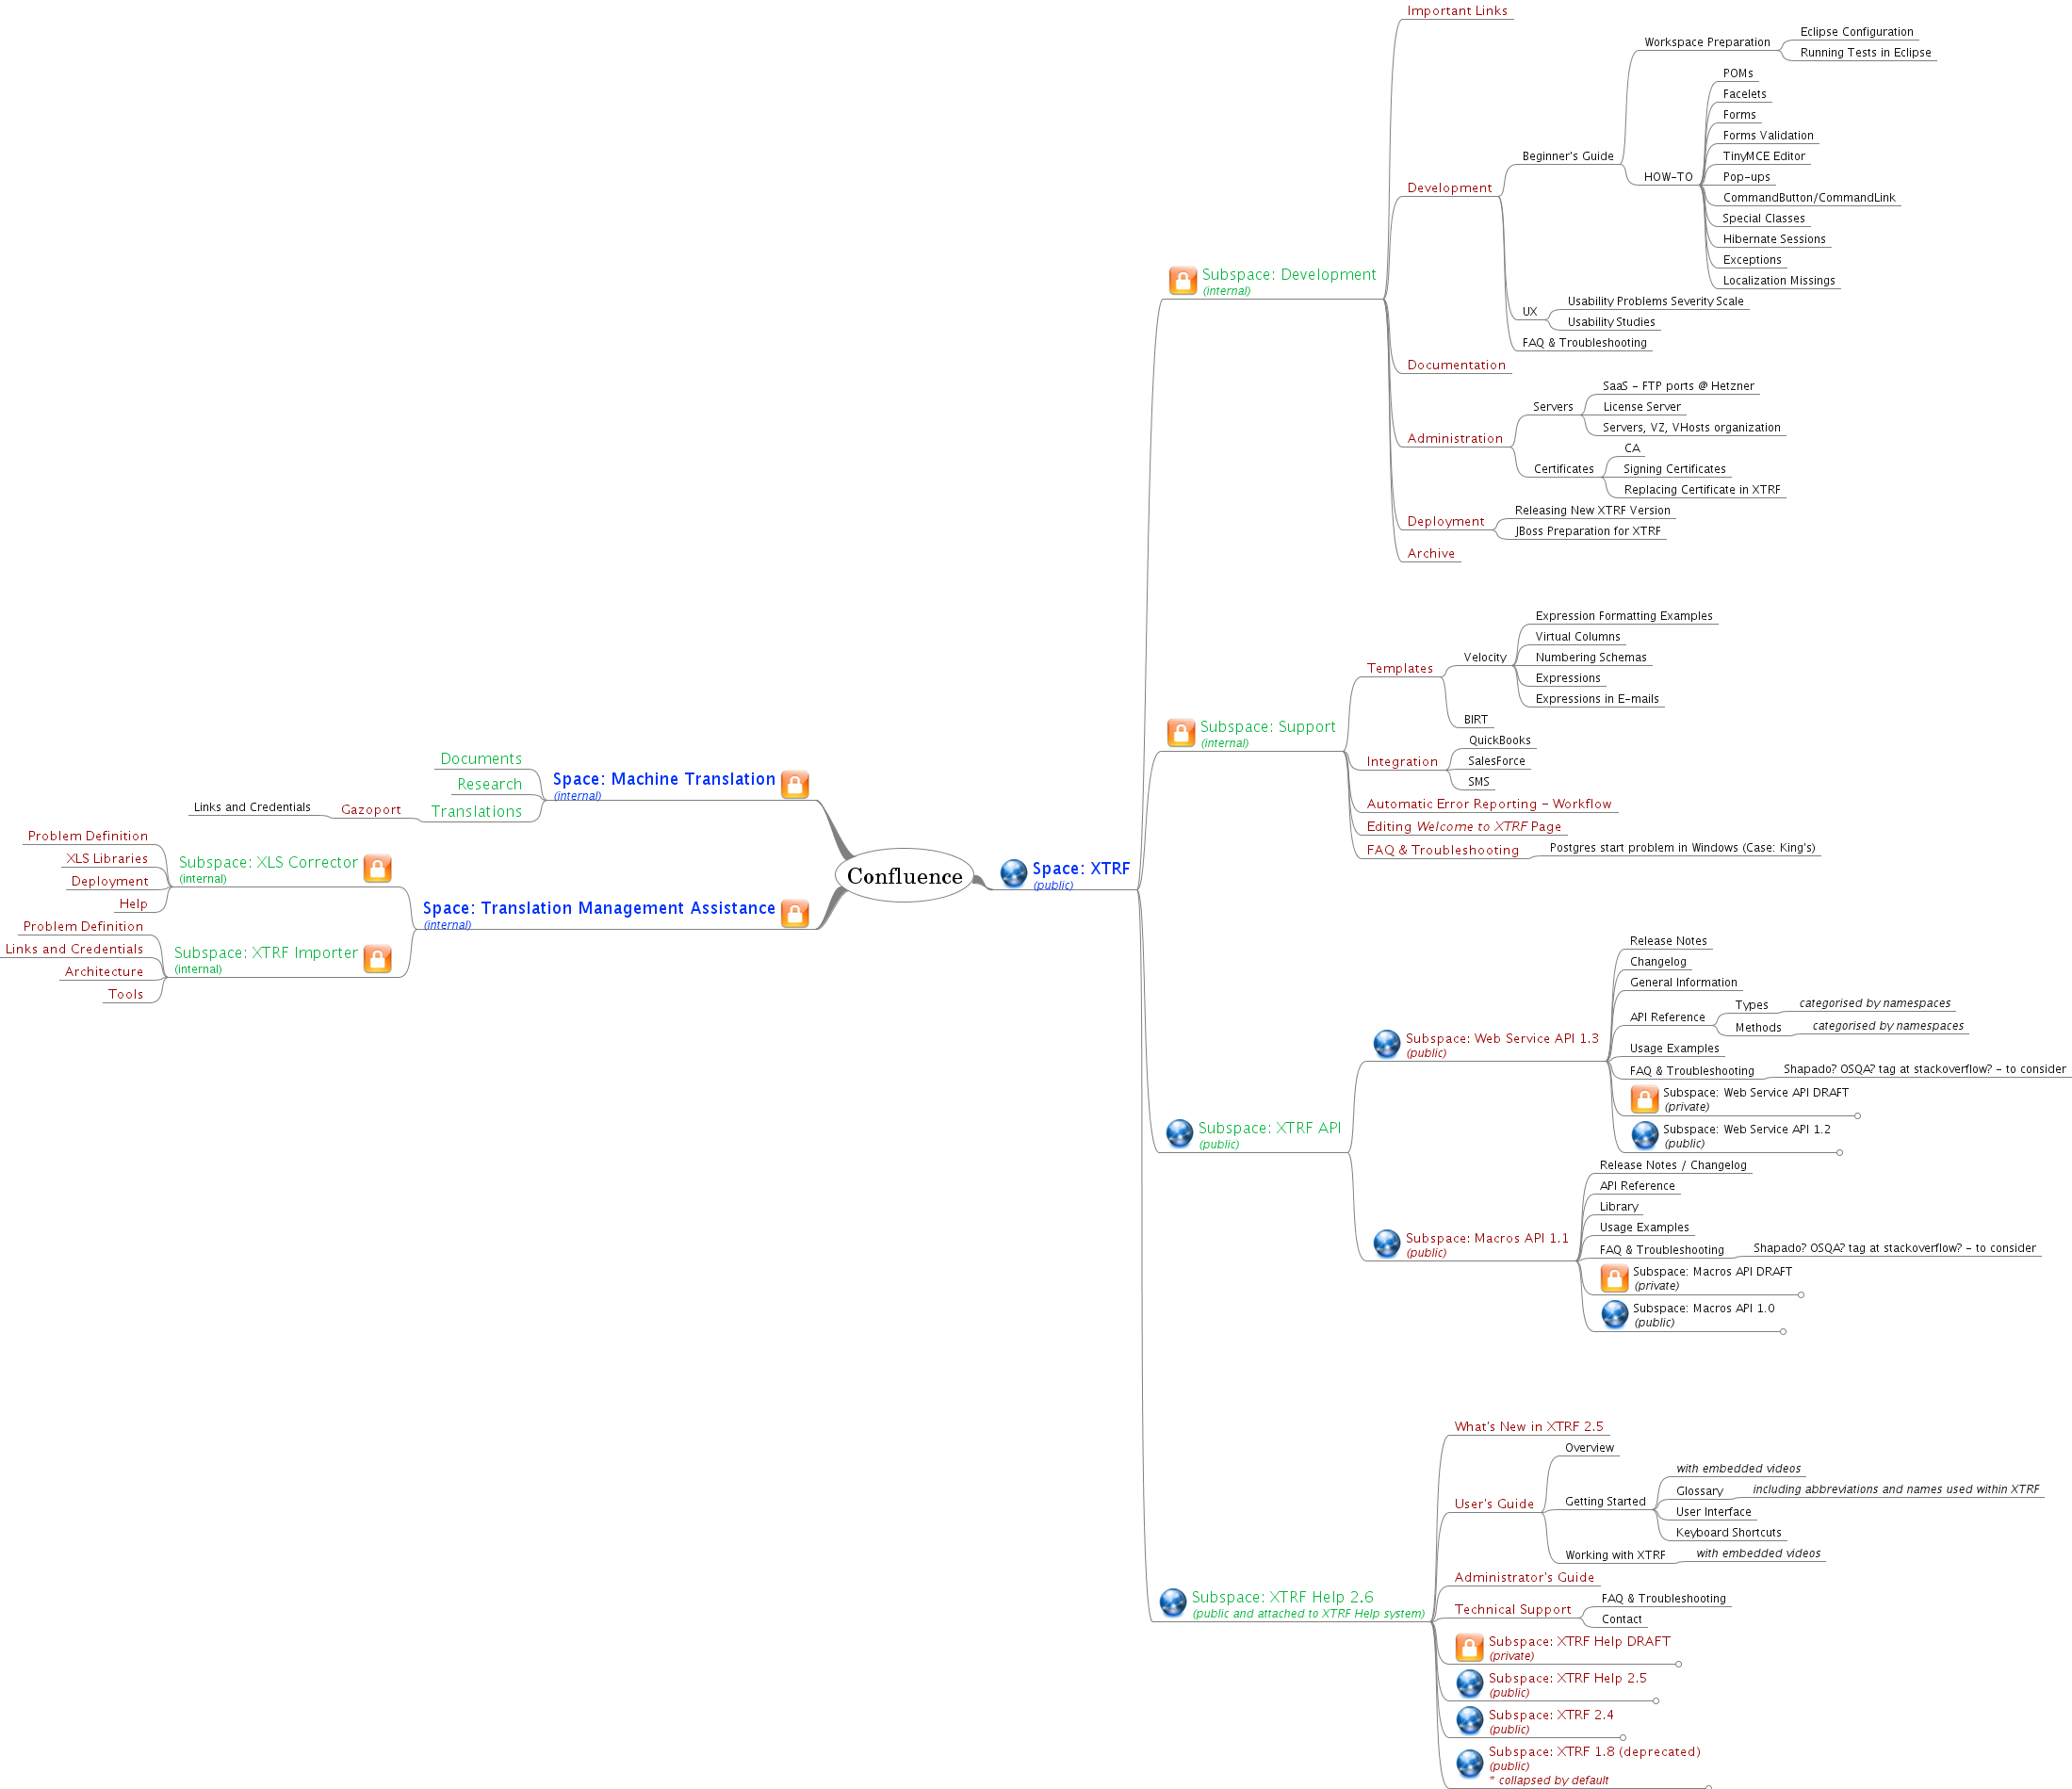 Confluence
Space: XTRF
(public)
Subspace: Development
(internal)
Important Links
Development
Beginner's Guide
Workspace Preparation
Eclipse Configuration
Running Tests in Eclipse
HOW-TO
POMs
Facelets
Forms
Forms Validation
TinyMCE Editor
Pop-ups
CommandButton/CommandLink
Special Classes
Hibernate Sessions
Exceptions
Localization Missings
UX
Usability Problems Severity Scale
Usability Studies
FAQ & Troubleshooting
Documentation
Administration
Servers
SaaS - FTP ports @ Hetzner
License Server
Servers, VZ, VHosts organization
Certificates
CA
Signing Certificates
Replacing Certificate in XTRF
Deployment
Releasing New XTRF Version
JBoss Preparation for XTRF
Archive
Subspace: Support
(internal)
Templates
Velocity
Expression Formatting Examples
Virtual Columns
Numbering Schemas
Expressions
Expressions in E-mails
BIRT
Integration
QuickBooks
SalesForce
SMS
Automatic Error Reporting - Workflow
Editing Welcome to XTRF Page
FAQ & Troubleshooting
Postgres start problem in Windows (Case: King's)
Subspace: XTRF API
(public)
Subspace: Web Service API 1.3
(public)
Release Notes
Changelog
General Information
API Reference
Types
categorised by namespaces
Methods
categorised by namespaces
Usage Examples
FAQ & Troubleshooting
Shapado? OSQA? tag at stackoverflow? - to consider
Subspace: Web Service API DRAFT
(private)
Subspace: Web Service API 1.2
(public)
Subspace: Macros API 1.1
(public)
Release Notes / Changelog
API Reference
Library
Usage Examples
FAQ & Troubleshooting
Shapado? OSQA? tag at stackoverflow? - to consider
Subspace: Macros API DRAFT
(private)
Subspace: Macros API 1.0
(public)
Subspace: XTRF Help 2.6
(public and attached to XTRF Help system)
What's New in XTRF 2.5
User's Guide
Overview
Getting Started
with embedded videos
Glossary
including abbreviations and names used within XTRF
User Interface
Keyboard Shortcuts
Working with XTRF
with embedded videos
Administrator's Guide
Technical Support
FAQ & Troubleshooting
Contact
Subspace: XTRF Help DRAFT
(private)
Subspace: XTRF Help 2.5
(public)
Subspace: XTRF 2.4
(public)
Subspace: XTRF 1.8 (deprecated)
(public)
* collapsed by default
Space: Machine Translation
(internal)
Documents
Research
Translations
Gazoport
Links and Credentials
Space: Translation Management Assistance
(internal)
Subspace: XLS Corrector
(internal)
Problem Definition
XLS Libraries
Deployment
Help
Subspace: XTRF Importer
(internal)
Problem Definition
Links and Credentials
Architecture
Tools